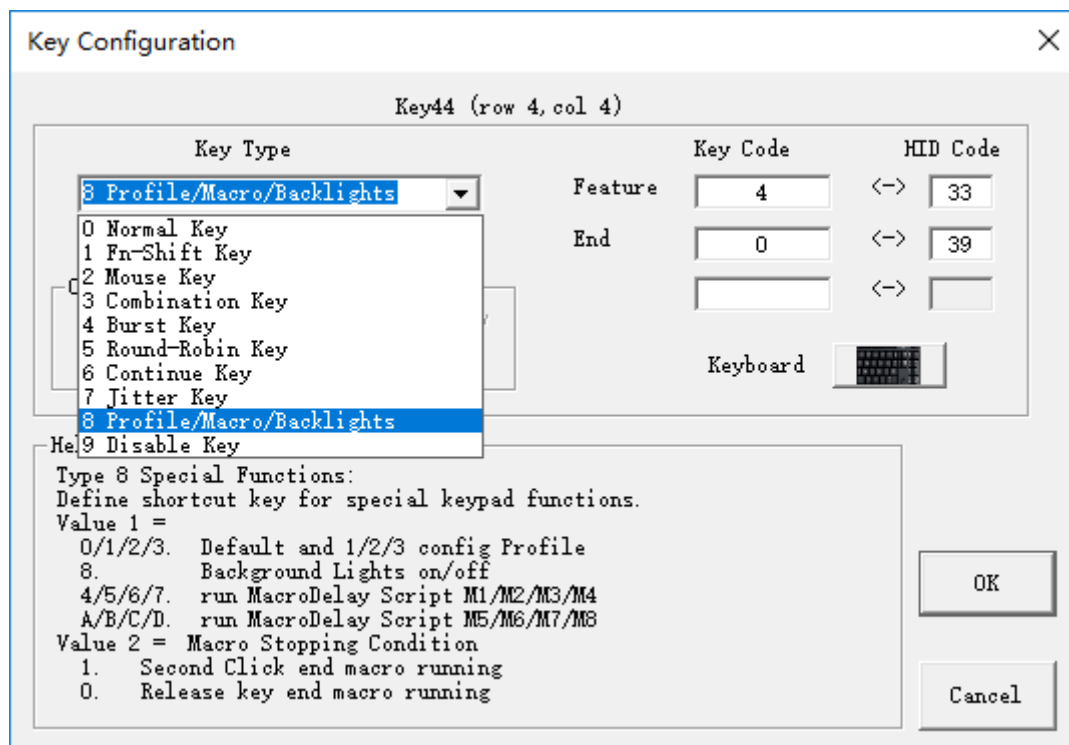 Key Configuration
Key44 (row 4,col 4)
Key Type
Key Code
HID Code
8 Profile/Macro/Backlights
Feature
4
<->
33
End
0
<->
39
<->
0 Normal Key
1 Fn-Shift Key
2 Mouse Key
3 Combination Key
4 Burst Key
5 Round-Robin Key
6 Continue Key
7 Jitter Key
8 Profile/Macro/Backlights
9 Disable Key
Keyboard
Type 8 Special Functions:
Define shortcut key for special keypad functions.
Value 1 =
0/1/2/3. Default and 1/2/3 config Profile
8. Background Lights on/off
4/5/6/7. run MacroDelay Script M1/M2/M3/M4
A/B/C/D. run MacroDelay Script M5/M6/M7/M8
Value 2 = Macro Stopping Condition
1. Second Click end macro running
0. Release key end macro running
OK
Cancel